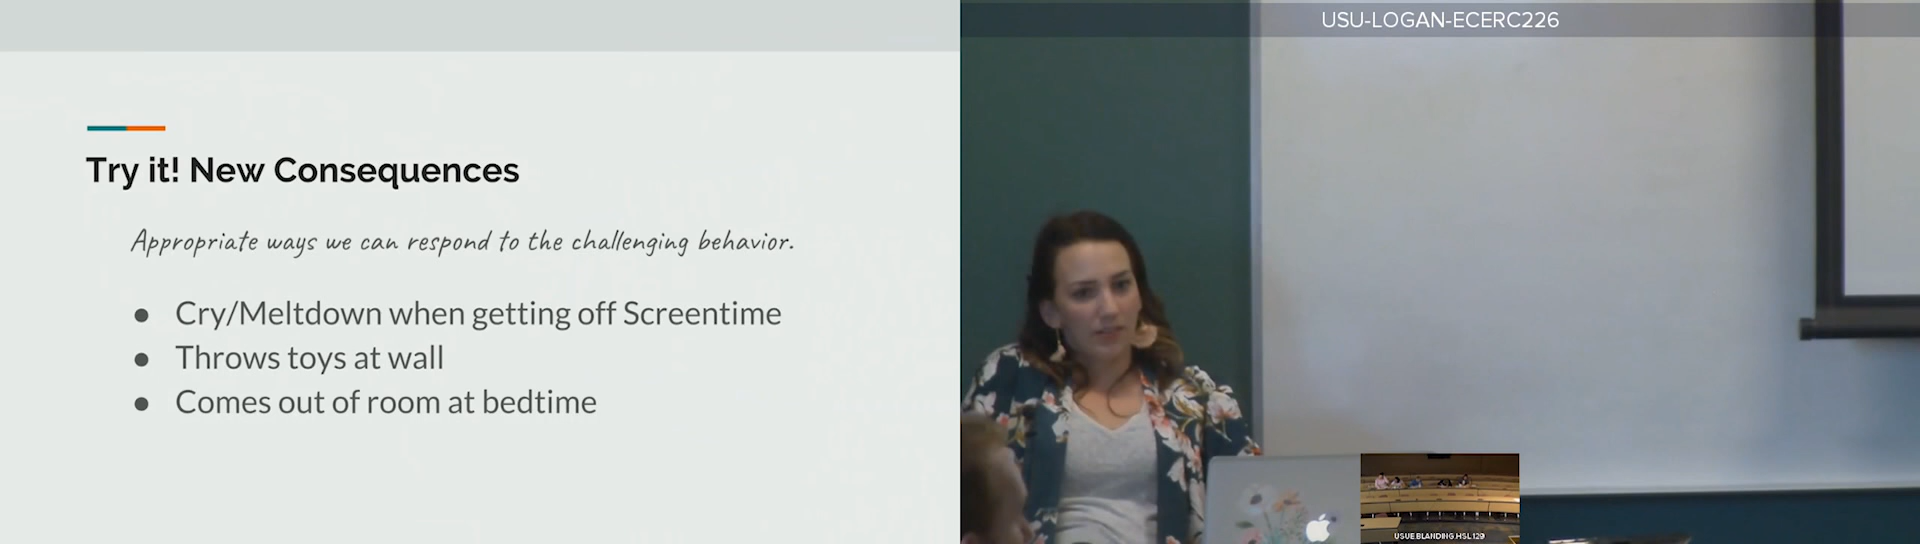 Try it! New Consequences
Appropriate ways we can respond to the challenging behavior.
● Cry/Meltdown when getting off Screentime
● Throws toys at wall
● Comes out of room at bedtime
USU-LOGAN-ECERC226
USUE.BLANDING.HSL.129